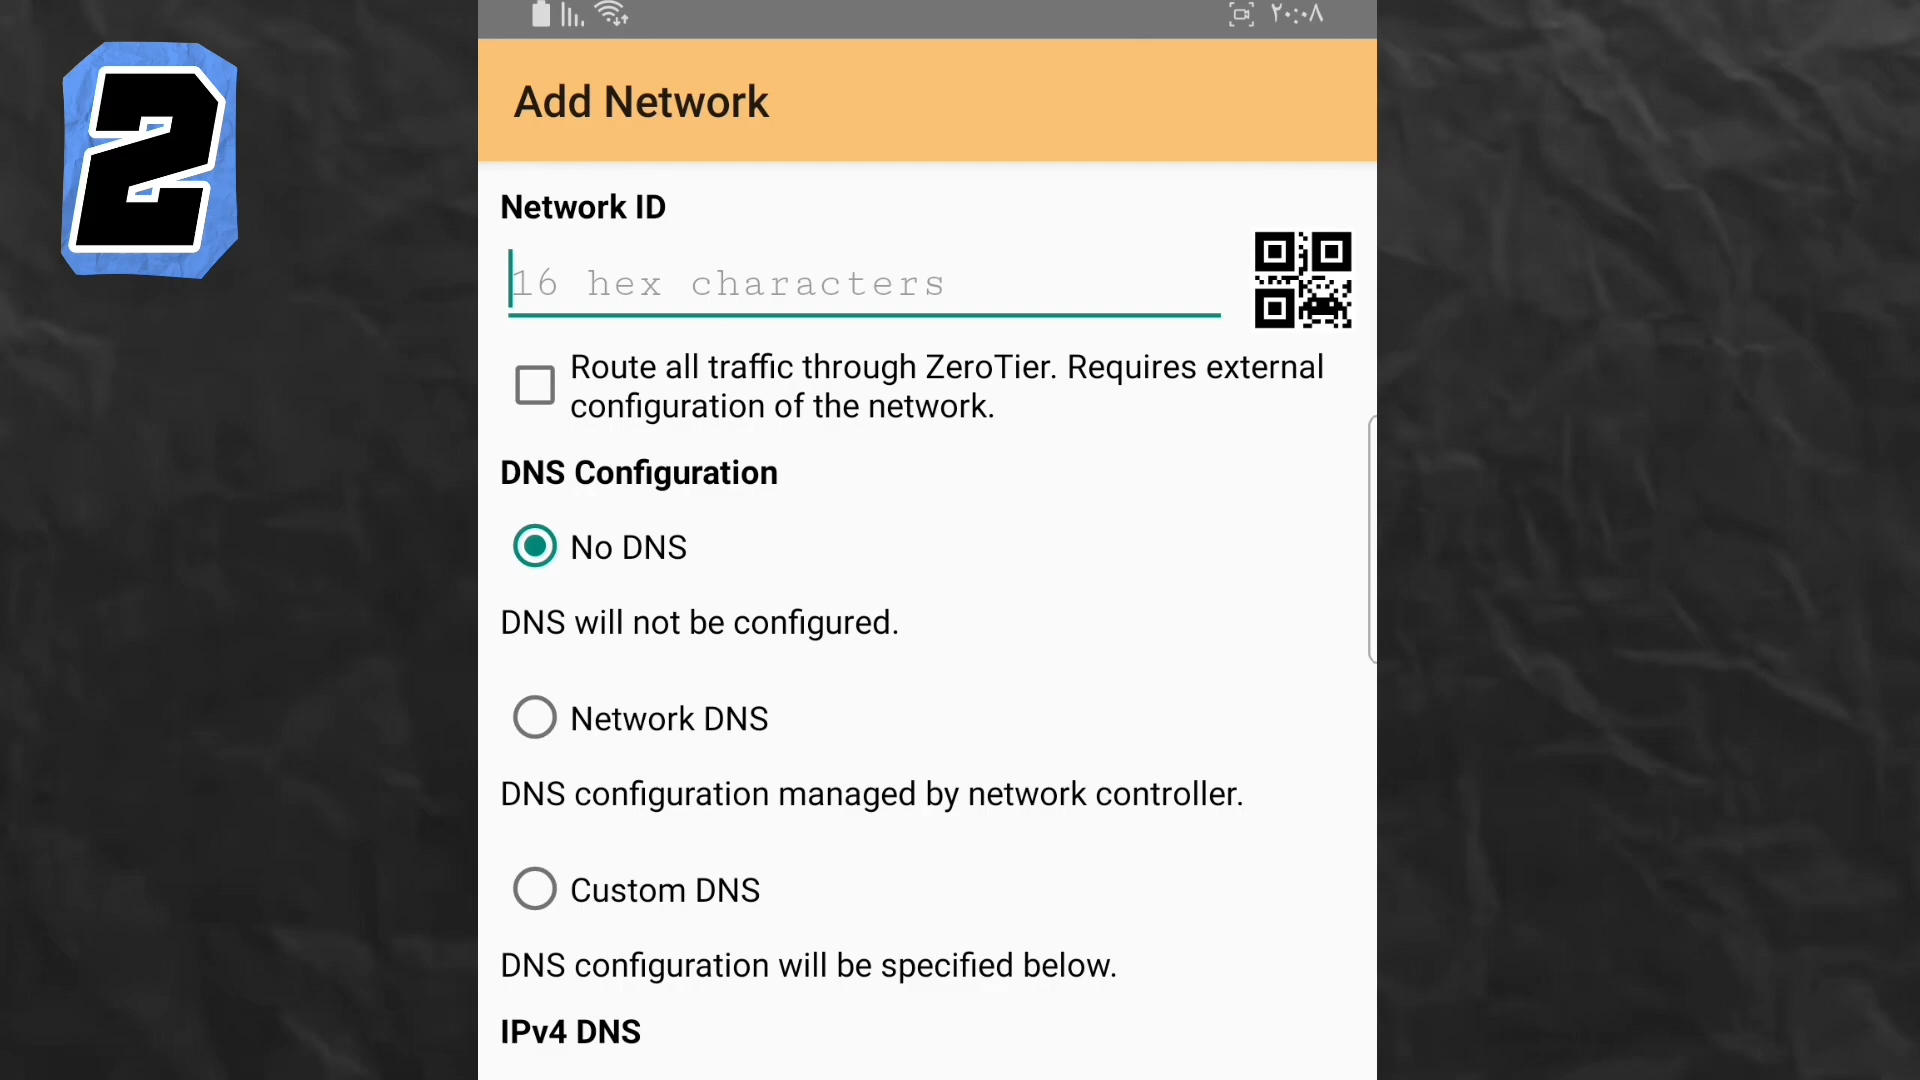 2
٢٠:٠٨
Add Network
Network ID
16 hex characters
Route all traffic through ZeroTier. Requires external
configuration of the network.
DNS Configuration
No DNS
DNS will not be configured.
Network DNS
DNS configuration managed by network controller.
Custom DNS
DNS configuration will be specified below.
IPv4 DNS